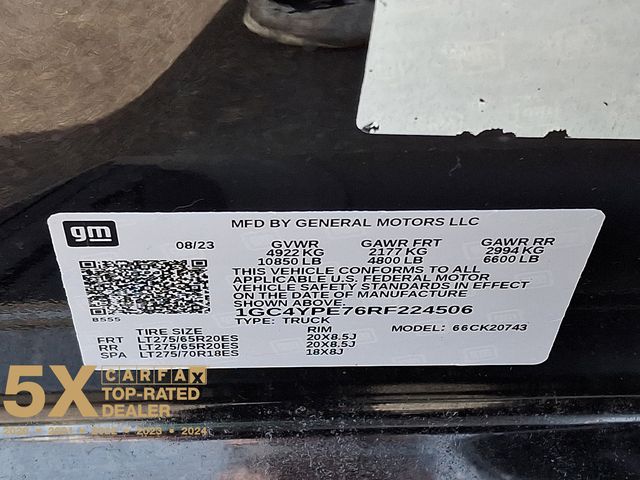 gm
MFD BY GENERAL MOTORS LLC
08/23 GVWR GAWR FRT GAWR RR
4922 KG 2177 KG 2994 KG
10850 LB 4800 LB 6600 LB
THIS VEHICLE CONFORMS TO ALL
APPLICABLE U.S. FEDERAL MOTOR
VEHICLE SAFETY STANDARDS IN EFFECT
ON THE DATE OF MANUFACTURE
SHOWN ABOVE.
1GC4YPE76RF224506
8555 TYPE: TRUCK MODEL: 66CK20743
TIRE SIZE RIM
FRT LT275/65R20ES 20X8.5J
RR LT275/65R20ES 20X8.5J
SPA LT275/70R18ES 18X8J
5X CARFAX
TOP-RATED
DEALER
2023 • 2024